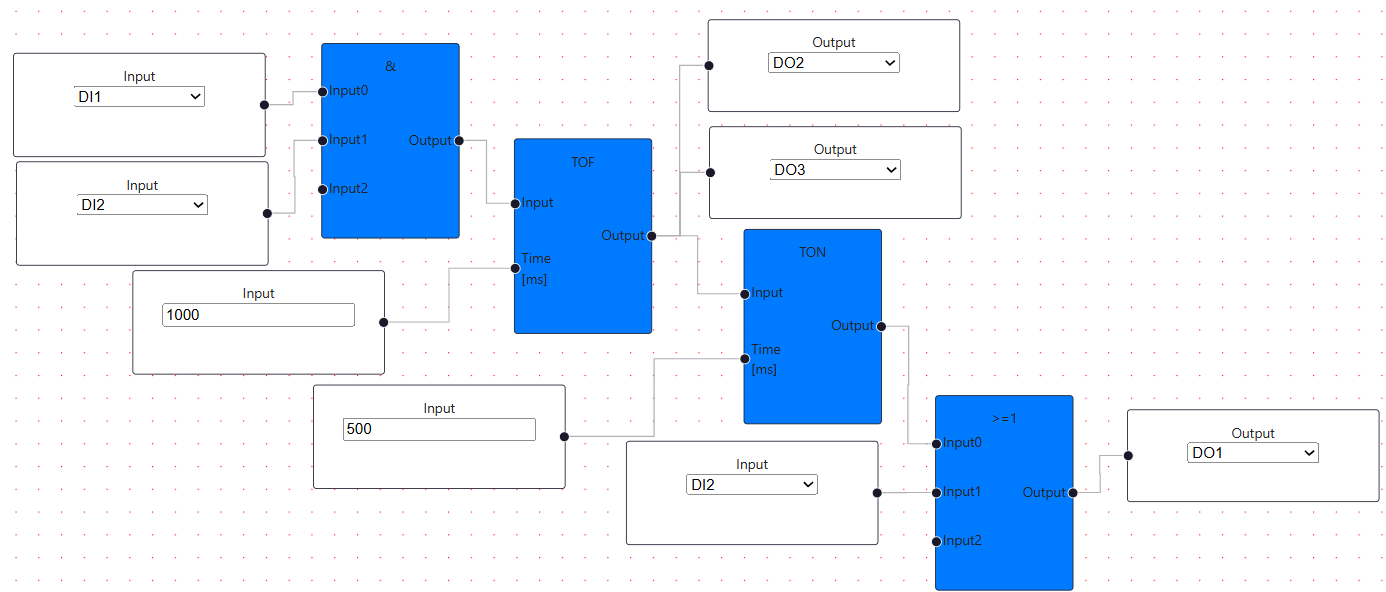 Input
DI1
Input
DI2
&
Input0
Input1
Output
Input2
Input
1000
TOF
Input
Output
Time
[ms]
Output
DO2
Output
DO3
Input
500
TON
Input
Output
Time
[ms]
Input
DI2
>=1
Input0
Input1
Output
Input2
Output
DO1